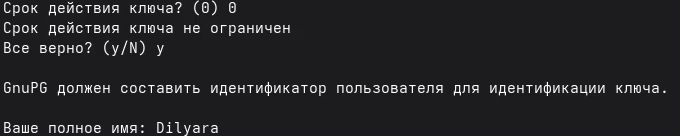 Срок действия ключа? (0) 0
Срок действия ключа не ограничен
Все верно? (y/N) y
GnuPG должен составить идентификатор пользователя для идентификации ключа.
Ваше полное имя: Dilyara